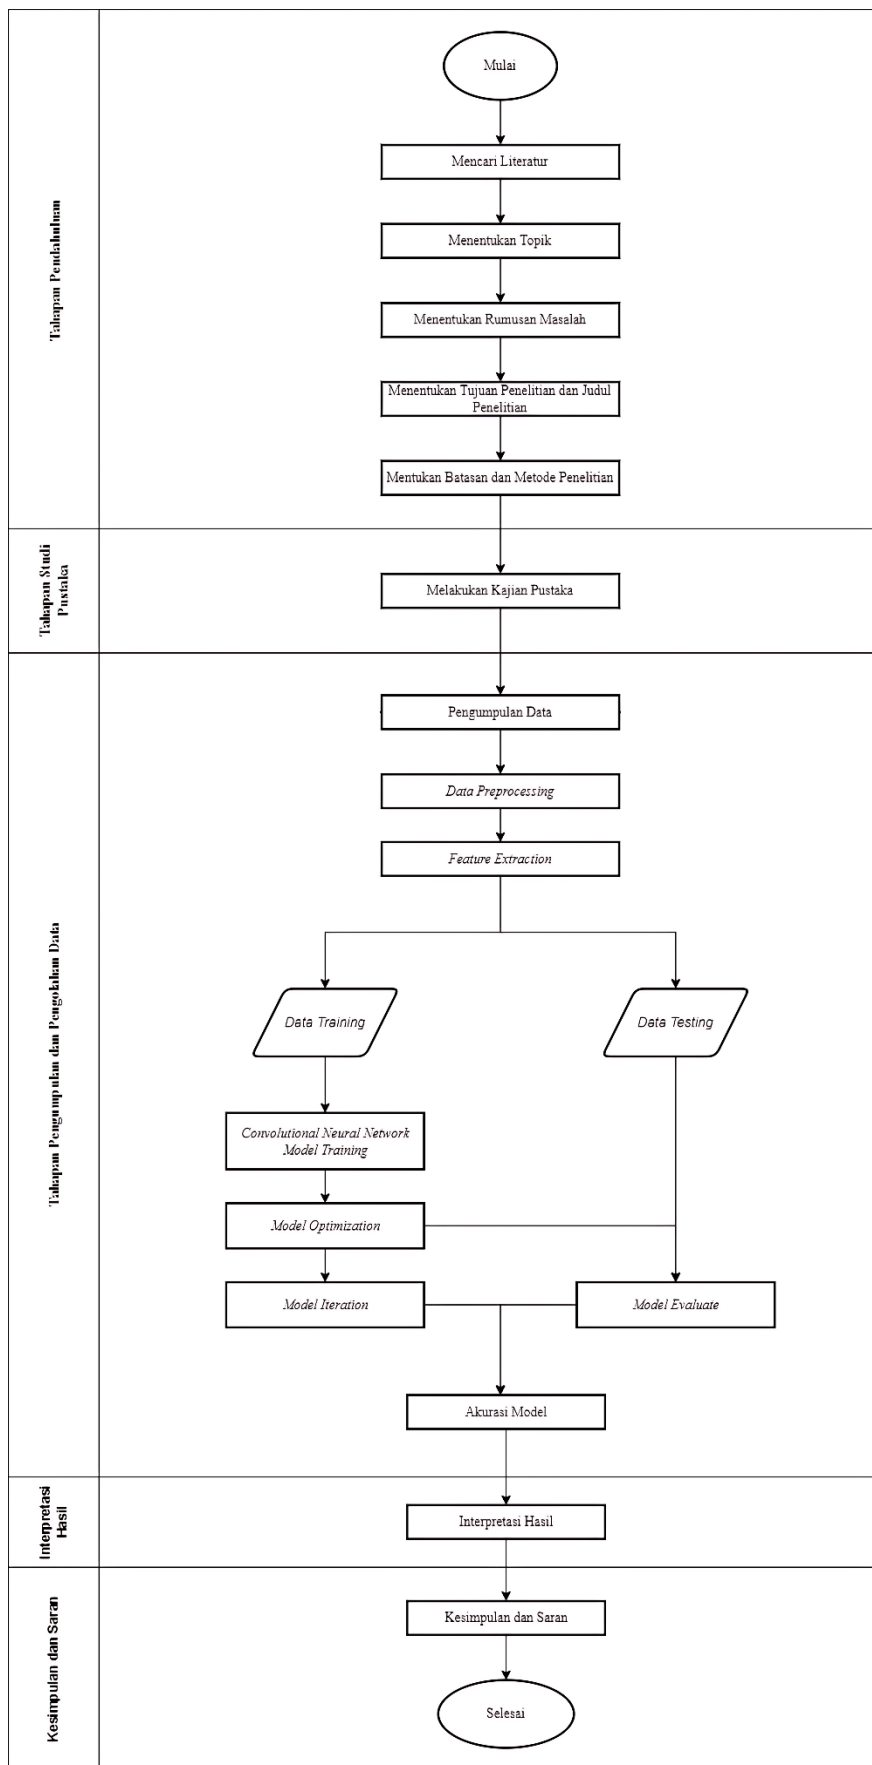 Tahapan Pendahuluan
Mulai
Mencari Literatur
Menentukan Topik
Menentukan Rumusan Masalah
Menentukan Tujuan Penelitian dan Judul
Penelitian
Mentukan Batasan dan Metode Penelitian
Tahapan Studi
Pustaka
Melakukan Kajian Pustaka
Tahapan Pengumpulan dan Pengolahan Data
Pengumpulan Data
Data Preprocessing
Feature Extraction
Data Training
Data Testing
Convolutional Neural Network
Model Training
Model Optimization
Model Iteration
Model Evaluate
Akurasi Model
Interpretasi
Hasil
Interpretasi Hasil
Kesimpulan dan Saran
Kesimpulan dan Saran
Selesai